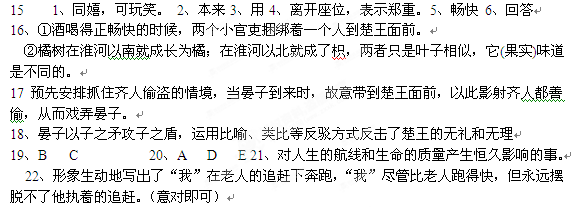 15 1、同嬉，可玩笑。 2、本来 3、用 4、离开座位，表示郑重。 5、畅快 6、回答
16、①酒喝得正畅快的时候，两个小官吏捆绑着一个人到楚王面前。
②橘树在淮河以南就成长为橘；在淮河以北就成了枳，两者只是叶子相似，它(果实)味道
是不同的。
17 预先安排抓住齐人偷盗的情境，当晏子到来时，故意带到楚王面前，以此影射齐人都善
偷，从而戏弄晏子。
18、晏子以子之矛攻子之盾，运用比喻、类比等反驳方式反击了楚王的无礼和无理
19、B C 20、A D E 21、对人生的航线和生命的质量产生恒久影响的事。
22、形象生动地写出了“我”在老人的追赶下奔跑，“我”尽管比老人跑得快，但永远摆
脱不了他执着的追赶。（意对即可）